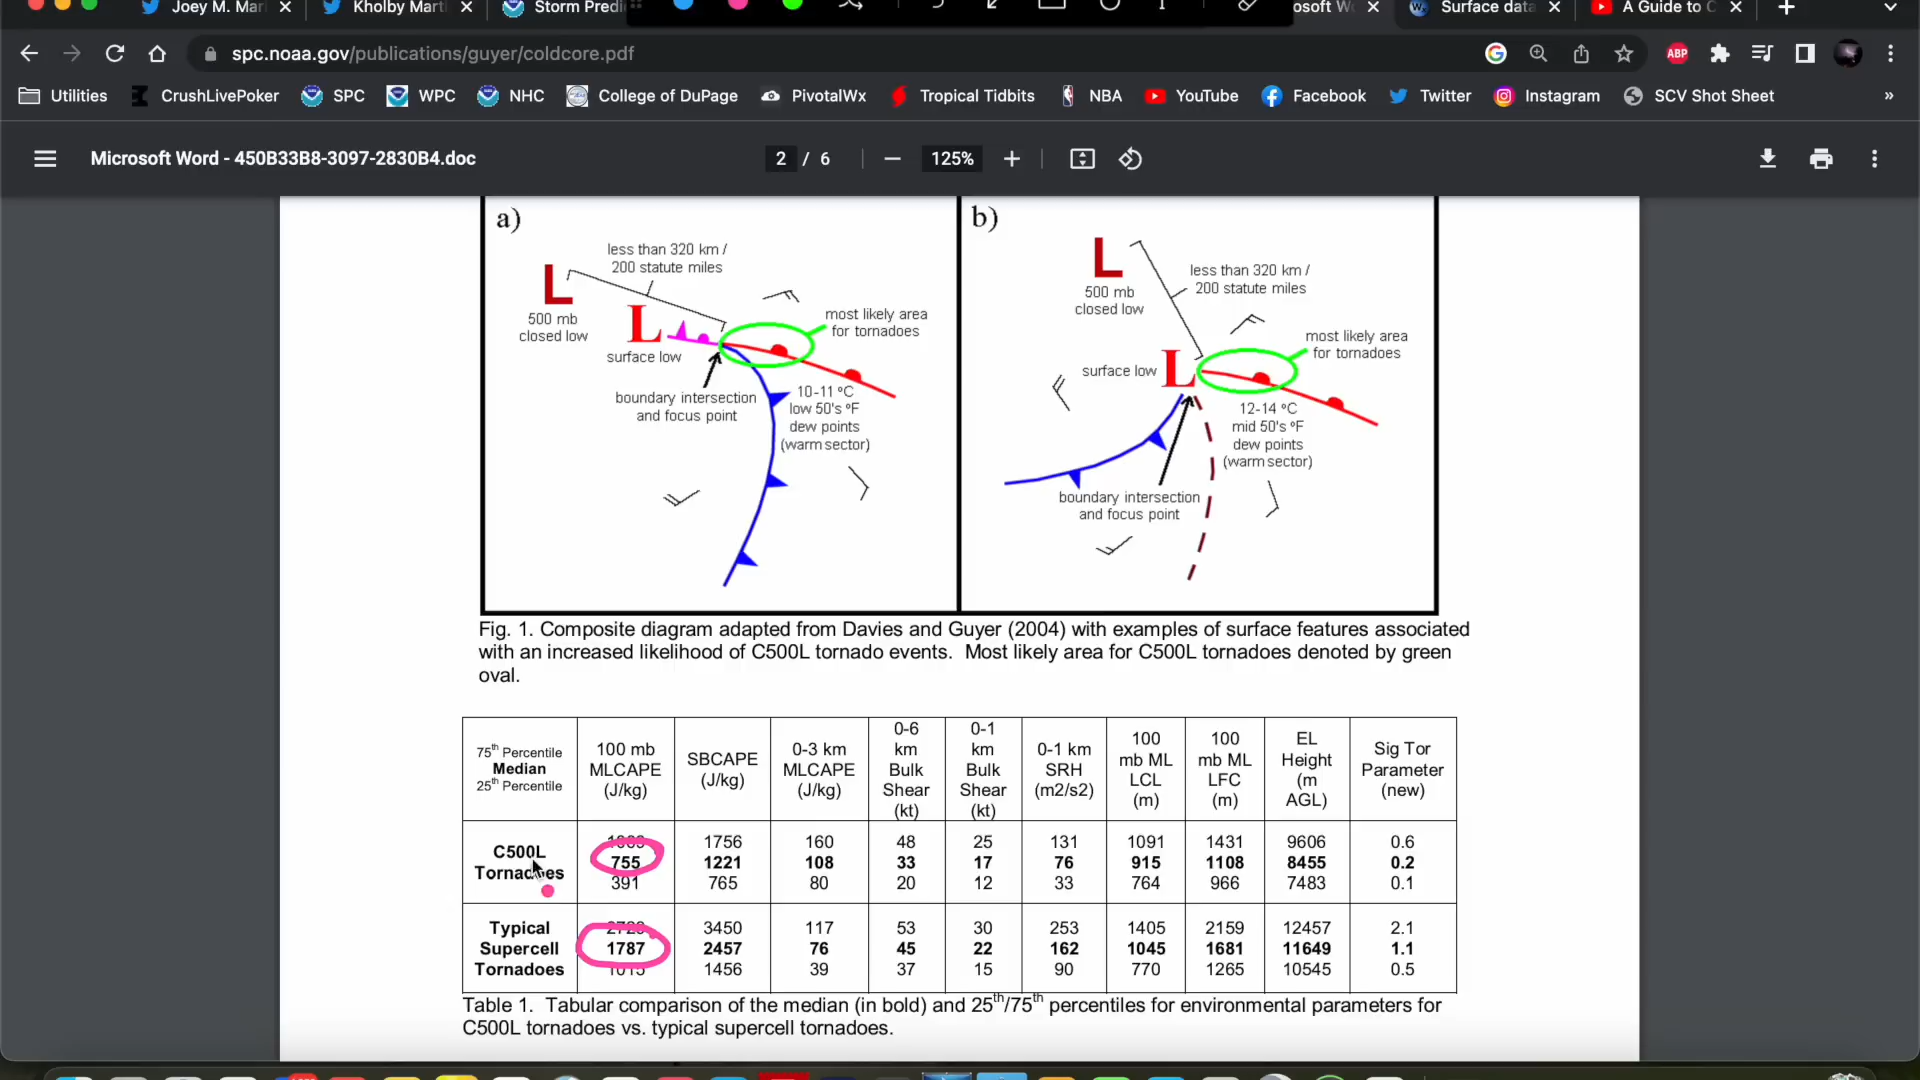 Joey M. Mar
Kholby Mart
Storm Predi
osoft W
Surface data
A Guide to C
spc.noaa.gov/publications/guyer/coldcore.pdf
ABP
Utilities
CrushLivePoker
SPC
WPC
NHC
College of DuPage
PivotalWx
Tropical Tidbits
NBA
YouTube
Facebook
Twitter
Instagram
SCV Shot Sheet
»
Microsoft Word - 450B33B8-3097-2830B4.doc
2 / 6
125%
a)
less than 320 km /
200 statute miles
L
500 mb
closed low
L
surface low
most likely area
for tornadoes
boundary intersection
and focus point
10-11 ºC
low 50's ºF
dew points
(warm sector)
b)
L
500 mb
closed low
less than 320 km /
200 statute miles
most likely area
for tornadoes
surface low L
12-14 ºC
mid 50's ºF
dew points
(warm sector)
boundary intersection
and focus point
Fig. 1. Composite diagram adapted from Davies and Guyer (2004) with examples of surface features associated
with an increased likelihood of C500L tornado events. Most likely area for C500L tornadoes denoted by green
oval.
75th Percentile
Median
25th Percentile
100 mb
MLCAPE
(J/kg)
SBCAPE
(J/kg)
0-3 km
MLCAPE
(J/kg)
0-6
km
Bulk
Shear
(kt)
0-1
km
Bulk
Shear
(kt)
0-1 km
SRH
(m2/s2)
100
mb ML
LCL
(m)
100
mb ML
LFC
(m)
EL
Height
(m
AGL)
Sig Tor
Parameter
(new)
C500L
Tornadoes
755
391
1756
1221
765
160
108
80
48
33
20
25
17
12
131
76
33
1091
915
764
1431
1108
966
9606
8455
7483
0.6
0.2
0.1
Typical
Supercell
Tornadoes
1787
3450
2457
1456
117
76
39
53
45
37
30
22
15
253
162
90
1405
1045
770
2159
1681
1265
12457
11649
10545
2.1
1.1
0.5
Table 1. Tabular comparison of the median (in bold) and 25th/75th percentiles for environmental parameters for
C500L tornadoes vs. typical supercell tornadoes.